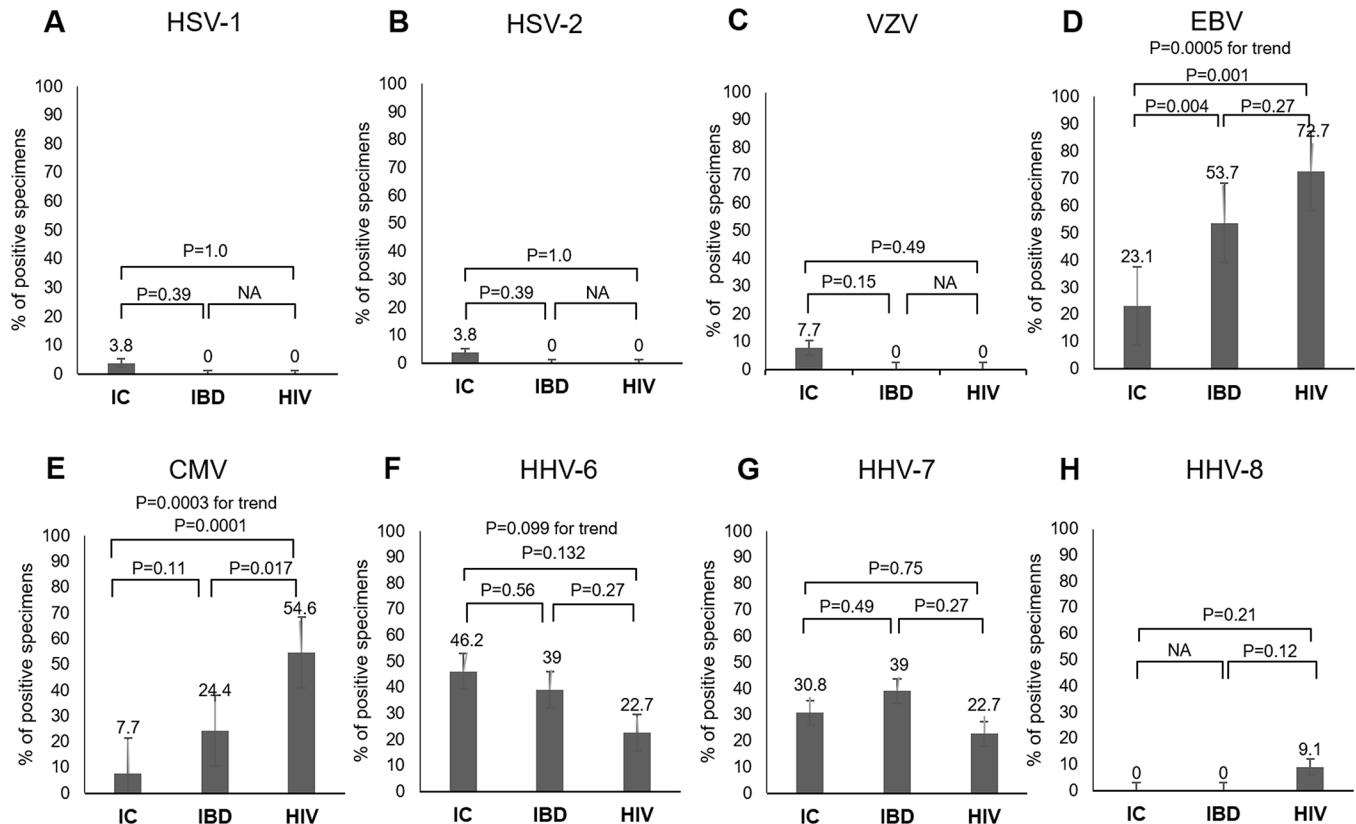 A HSV-1
% of positive specimens
100
90
80
70
60
50
40
30
20
10
0
P=1.0
P=0.39 NA
3.8 0 0
IC IBD HIV
B HSV-2
% of positive specimens
100
90
80
70
60
50
40
30
20
10
0
P=1.0
P=0.39 NA
3.8 0 0
IC IBD HIV
C VZV
% of positive specimens
100
90
80
70
60
50
40
30
20
10
0
P=0.49
P=0.15 NA
7.7 0 0
IC IBD HIV
D EBV
P=0.0005 for trend
P=0.001
P=0.004 P=0.27
% of positive specimens
100
90
80
70
60
50
40
30
20
10
0
23.1 53.7 72.7
IC IBD HIV
E CMV
P=0.0003 for trend
P=0.0001
P=0.11 P=0.017
% of positive specimens
100
90
80
70
60
50
40
30
20
10
0
7.7 24.4 54.6
IC IBD HIV
F HHV-6
P=0.099 for trend
P=0.132
P=0.56 P=0.27
% of positive specimens
100
90
80
70
60
50
40
30
20
10
0
46.2 39 22.7
IC IBD HIV
G HHV-7
% of positive specimens
100
90
80
70
60
50
40
30
20
10
0
P=0.75
P=0.49 P=0.27
30.8 39 22.7
IC IBD HIV
H HHV-8
% of positive specimenns
100
90
80
70
60
50
40
30
20
10
0
P=0.21
NA P=0.12
0 0 9.1
IC IBD HIV